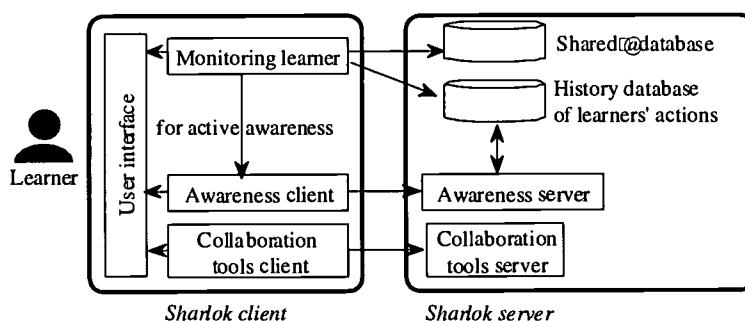 Monitoring learner
Shared□@database
History database
of learners' actions
for active awareness
User interface
Learner
Awareness client
Awareness server
Collaboration
tools client
Collaboration
tools server
Sharlok client
Sharlok server